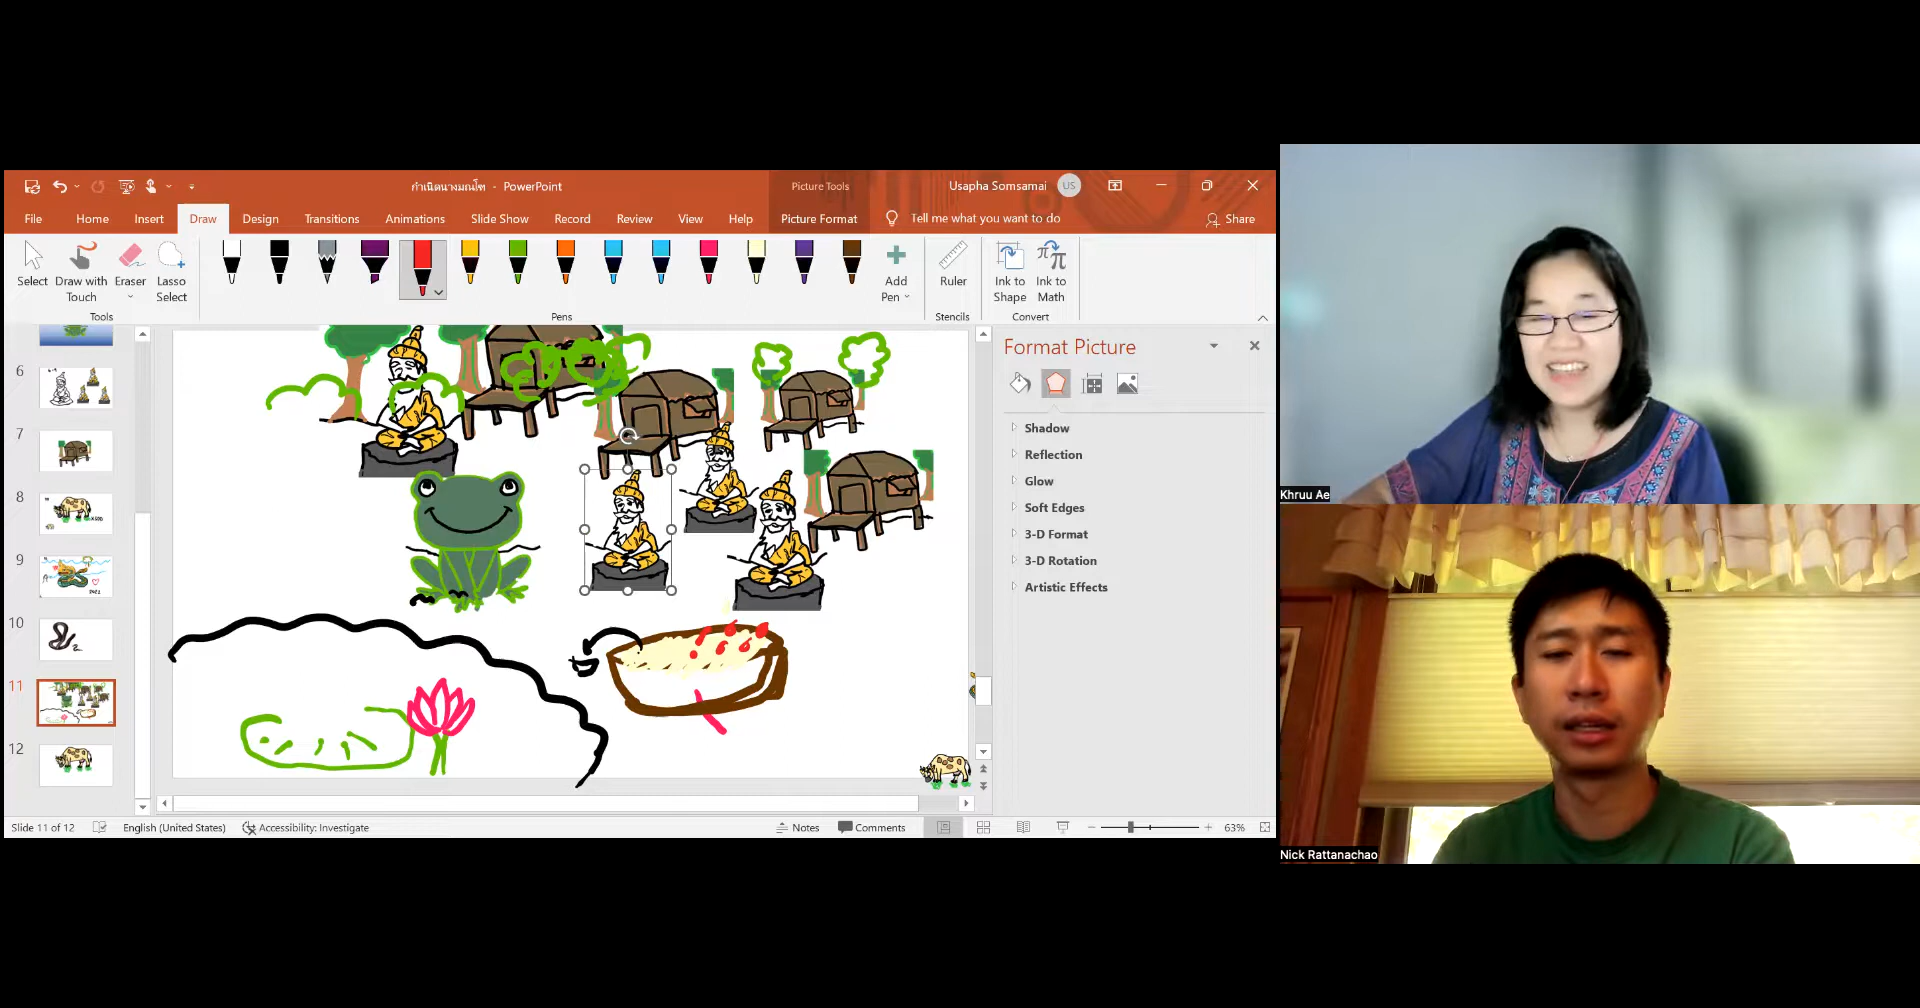 กำเนิดนางมณโฑ - PowerPoint
Picture Tools
Usapha Somsamai
US
File
Home
Insert
Draw
Design
Transitions
Animations
Slide Show
Record
Review
View
Help
Picture Format
Tell me what you want to do
Share
Select
Draw with Touch
Eraser
Lasso Select
Add Pen
Ruler
Ink to Shape
Ink to Math
Tools
Pens
Stencils
Convert
6
7
8
9
10
11
12
Format Picture
Shadow
Reflection
Glow
Soft Edges
3-D Format
3-D Rotation
Artistic Effects
Slide 11 of 12
English (United States)
Accessibility: Investigate
Notes
Comments
63%
Khruu Ae
Nick Rattanachao